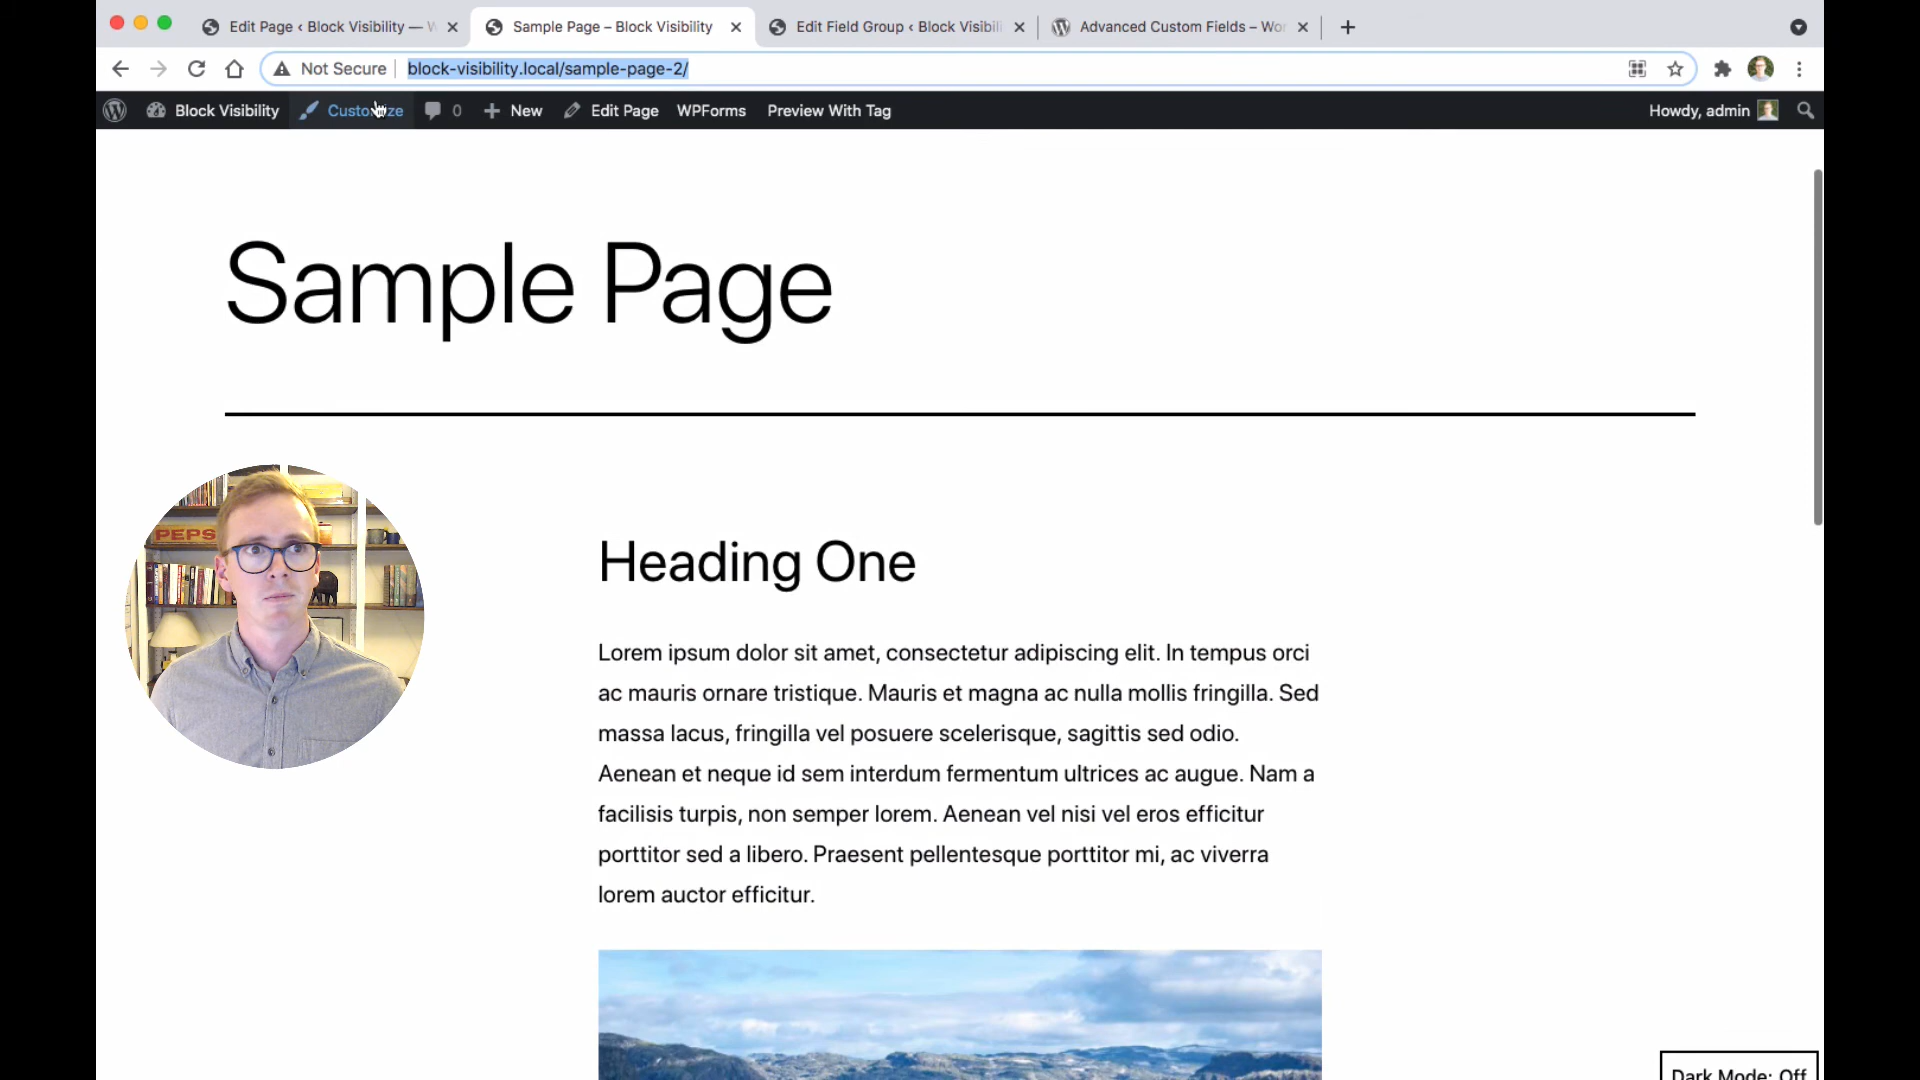 Edit Page ‹ Block Visibility — W
Sample Page – Block Visibility
Edit Field Group ‹ Block Visibili
Advanced Custom Fields – Wor
Not Secure
block-visibility.local/sample-page-2/
Block Visibility
Customize
0
New
Edit Page
WPForms
Preview With Tag
Howdy, admin
Sample Page
PEPS
Heading One
Lorem ipsum dolor sit amet, consectetur adipiscing elit. In tempus orci
ac mauris ornare tristique. Mauris et magna ac nulla mollis fringilla. Sed
massa lacus, fringilla vel posuere scelerisque, sagittis sed odio.
Aenean et neque id sem interdum fermentum ultrices ac augue. Nam a
facilisis turpis, non semper lorem. Aenean vel nisi vel eros efficitur
porttitor sed a libero. Praesent pellentesque porttitor mi, ac viverra
lorem auctor efficitur.
Dark Mode: Off